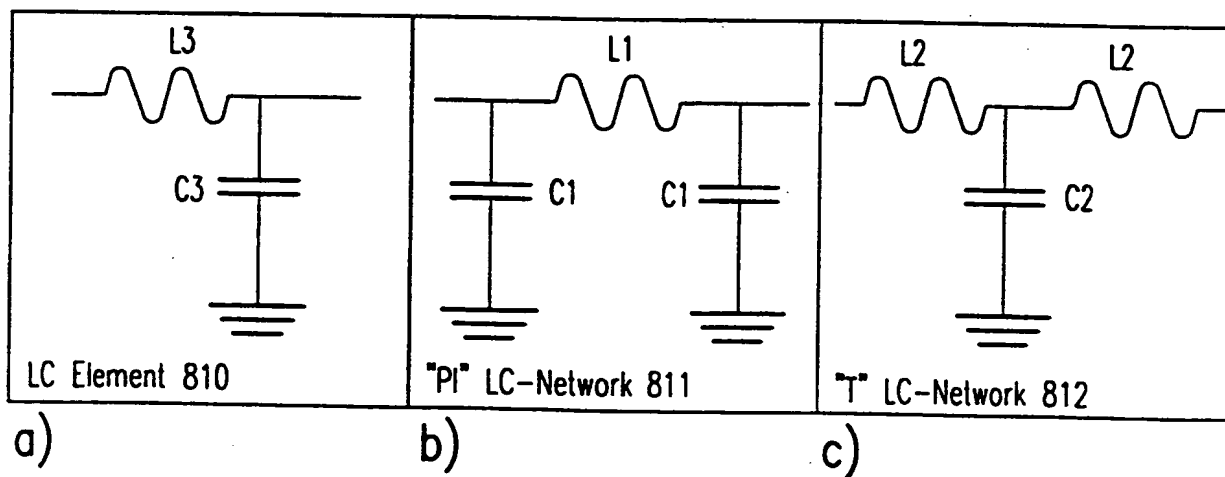 L3
C3
LC Element 810
a)
L1
C1
C1
"PI" LC-Network 811
b)
L2
L2
C2
"T" LC-Network 812
c)